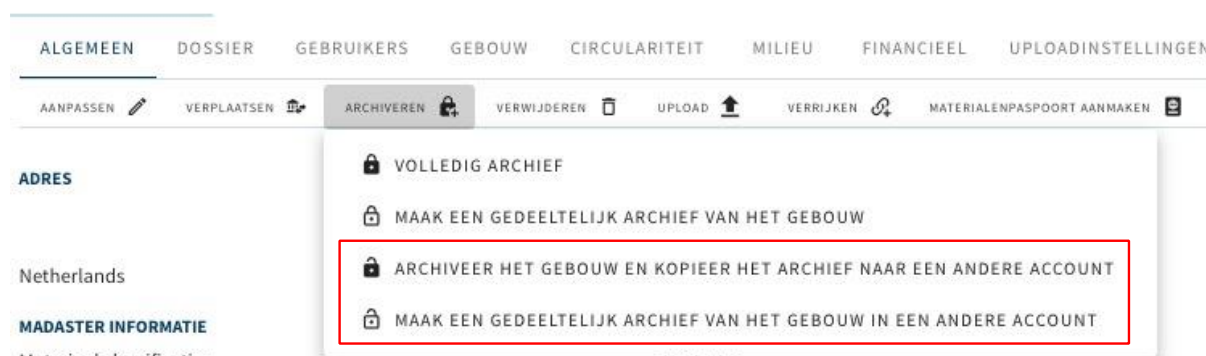 ALGEMEEN DOSSIER GEBRUIKERS GEBOUW CIRCULARITEIT MILIEU FINANCIEEL UPLOADINSTELLINGEN
AANPASSEN VERPLAATSEN ARCHIVEREN VERWIJDEREN UPLOAD VERRIJKEN MATERIALENPASPOORT AANMAKEN
VOLLEDIG ARCHIEF
ADRES
MAAK EEN GEDEELTELIJK ARCHIEF VAN HET GEBOUW
ARCHIVEER HET GEBOUW EN KOPIEER HET ARCHIEF NAAR EEN ANDERE ACCOUNT
Netherlands
MAAK EEN GEDEELTELIJK ARCHIEF VAN HET GEBOUW IN EEN ANDERE ACCOUNT
MADASTER INFORMATIE